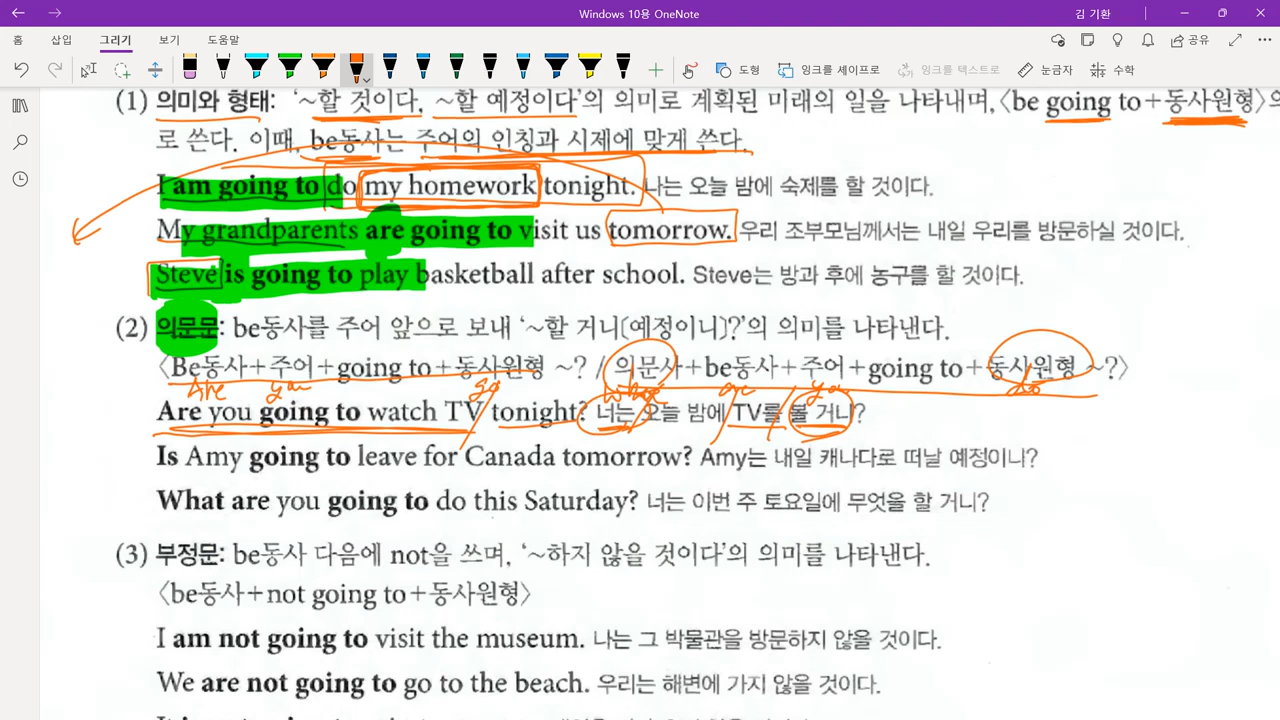 Windows 10용 OneNote
김 기환
홈 삽입 그리기 보기 도움말
공유
도형 잉크를 셰이프로 잉크를 텍스트로 눈금자 수학
(1) 의미와 형태: '~할 것이다, ~할 예정이다'의 의미로 계획된 미래의 일을 나타내며,〈be going to+동사원형〉의
로 쓴다. 이때, be동사는 주어의 인칭과 시제에 맞게 쓴다.
I am going to do my homework tonight. 나는 오늘 밤에 숙제를 할 것이다.
My grandparents are going to visit us tomorrow. 우리 조부모님께서는 내일 우리를 방문하실 것이다.
Steve is going to play basketball after school. Steve는 방과 후에 농구를 할 것이다.
(2) 의문문: be동사를 주어 앞으로 보내 '~할 거니(예정이니)?'의 의미를 나타낸다.
〈Be동사+주어+going to+동사원형 ~? / 의문사+be동사+주어+going to+동사원형 ~?〉
Are you go are you do
Are you going to watch TV tonight? 너는 오늘 밤에 TV를 볼 거니?
Is Amy going to leave for Canada tomorrow? Amy는 내일 캐나다로 떠날 예정이니?
What are you going to do this Saturday? 너는 이번 주 토요일에 무엇을 할 거니?
(3) 부정문: be동사 다음에 not을 쓰며, '~하지 않을 것이다'의 의미를 나타낸다.
〈be동사+not going to+동사원형〉
I am not going to visit the museum. 나는 그 박물관을 방문하지 않을 것이다.
We are not going to go to the beach. 우리는 해변에 가지 않을 것이다.